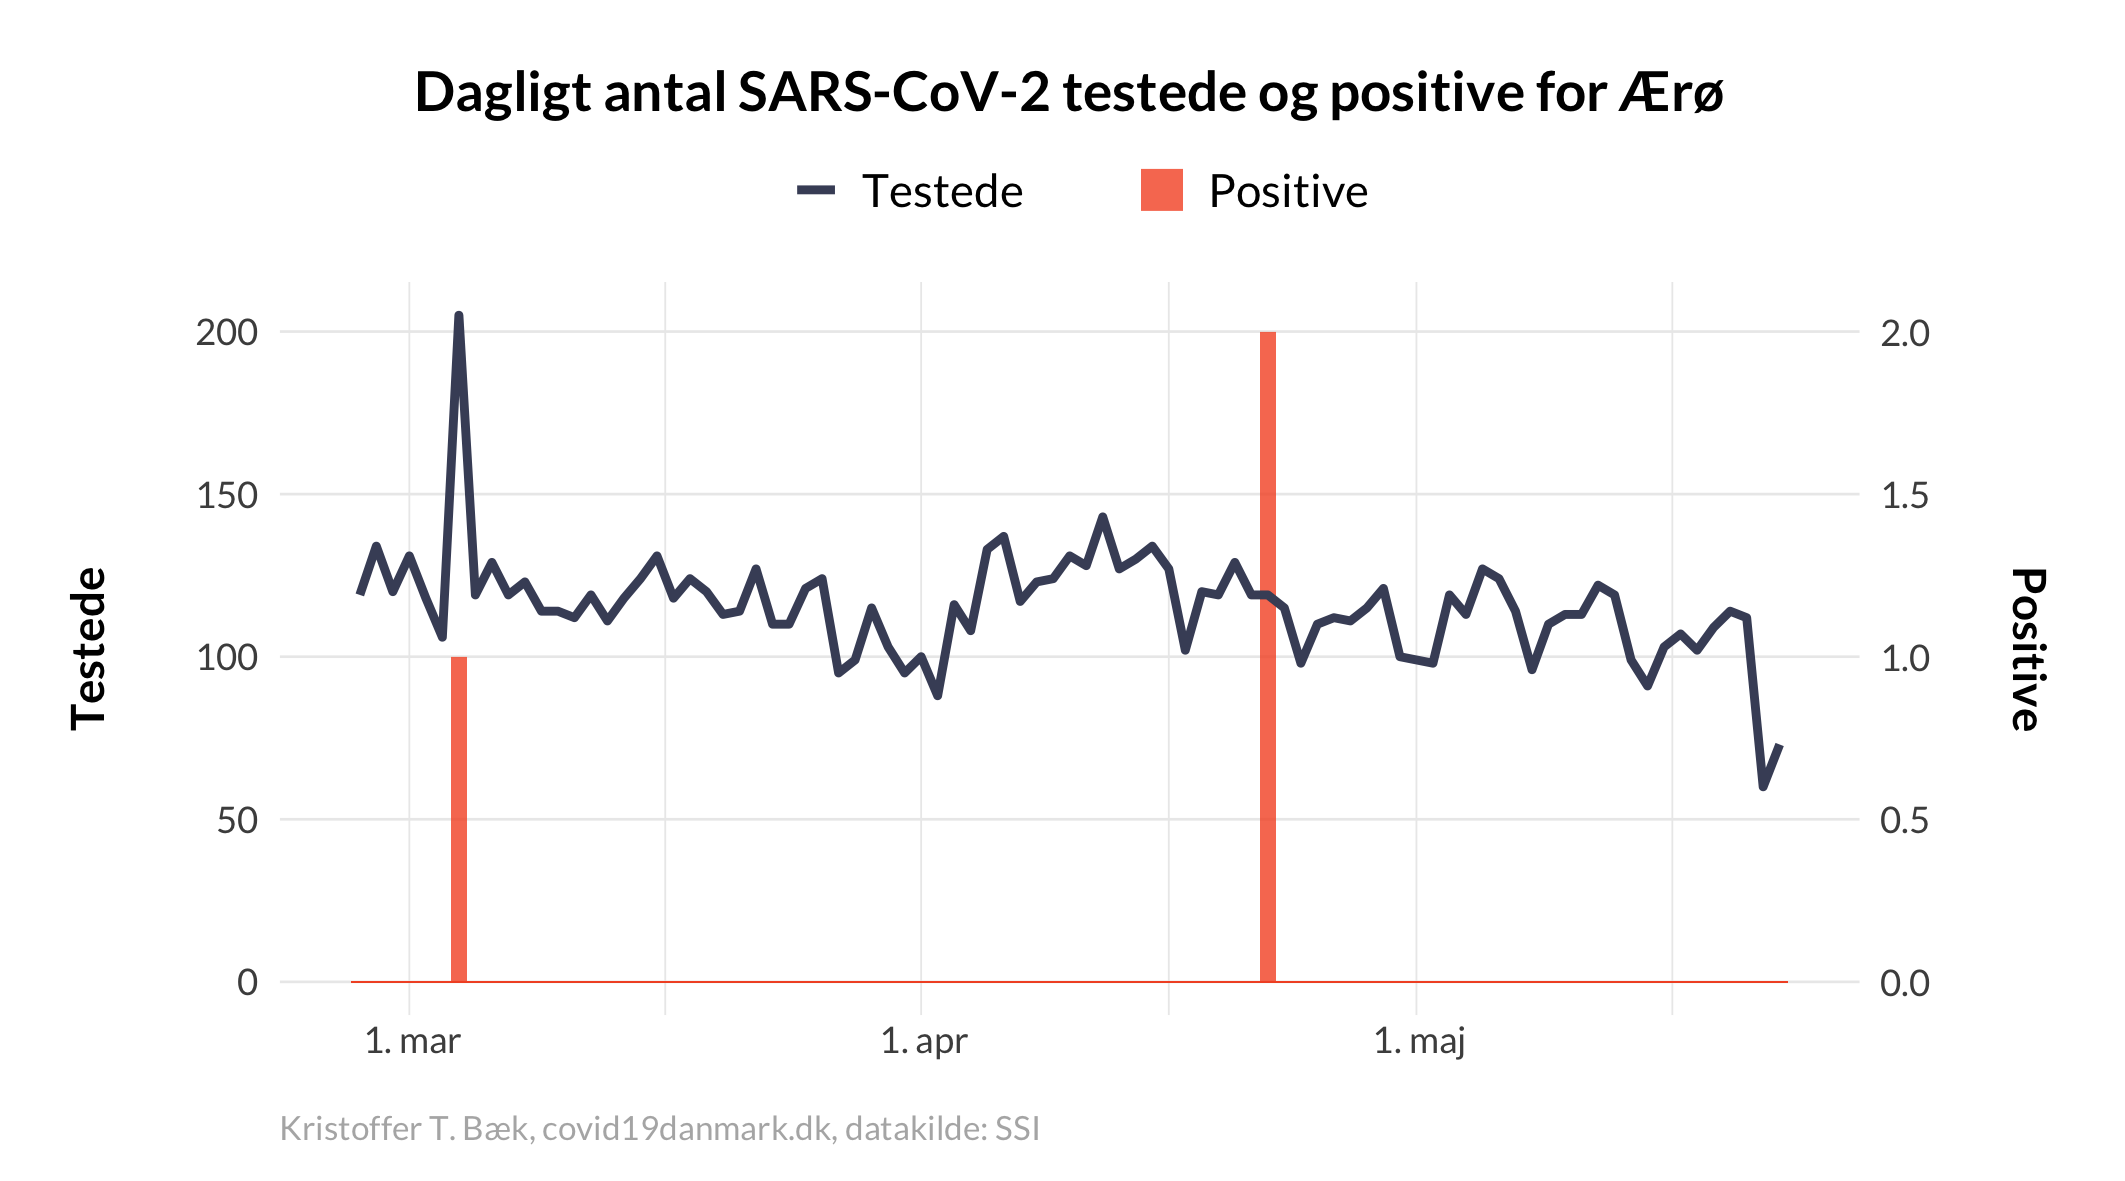 Dagligt antal SARS-CoV-2 testede og positive for Ærø
Testede
Positive
200
150
100
50
0
Testede
2.0
1.5
1.0
0.5
0.0
Positive
1. mar
1. apr
1. maj
Kristoffer T. Bæk, covid19danmark.dk, datakilde: SSI